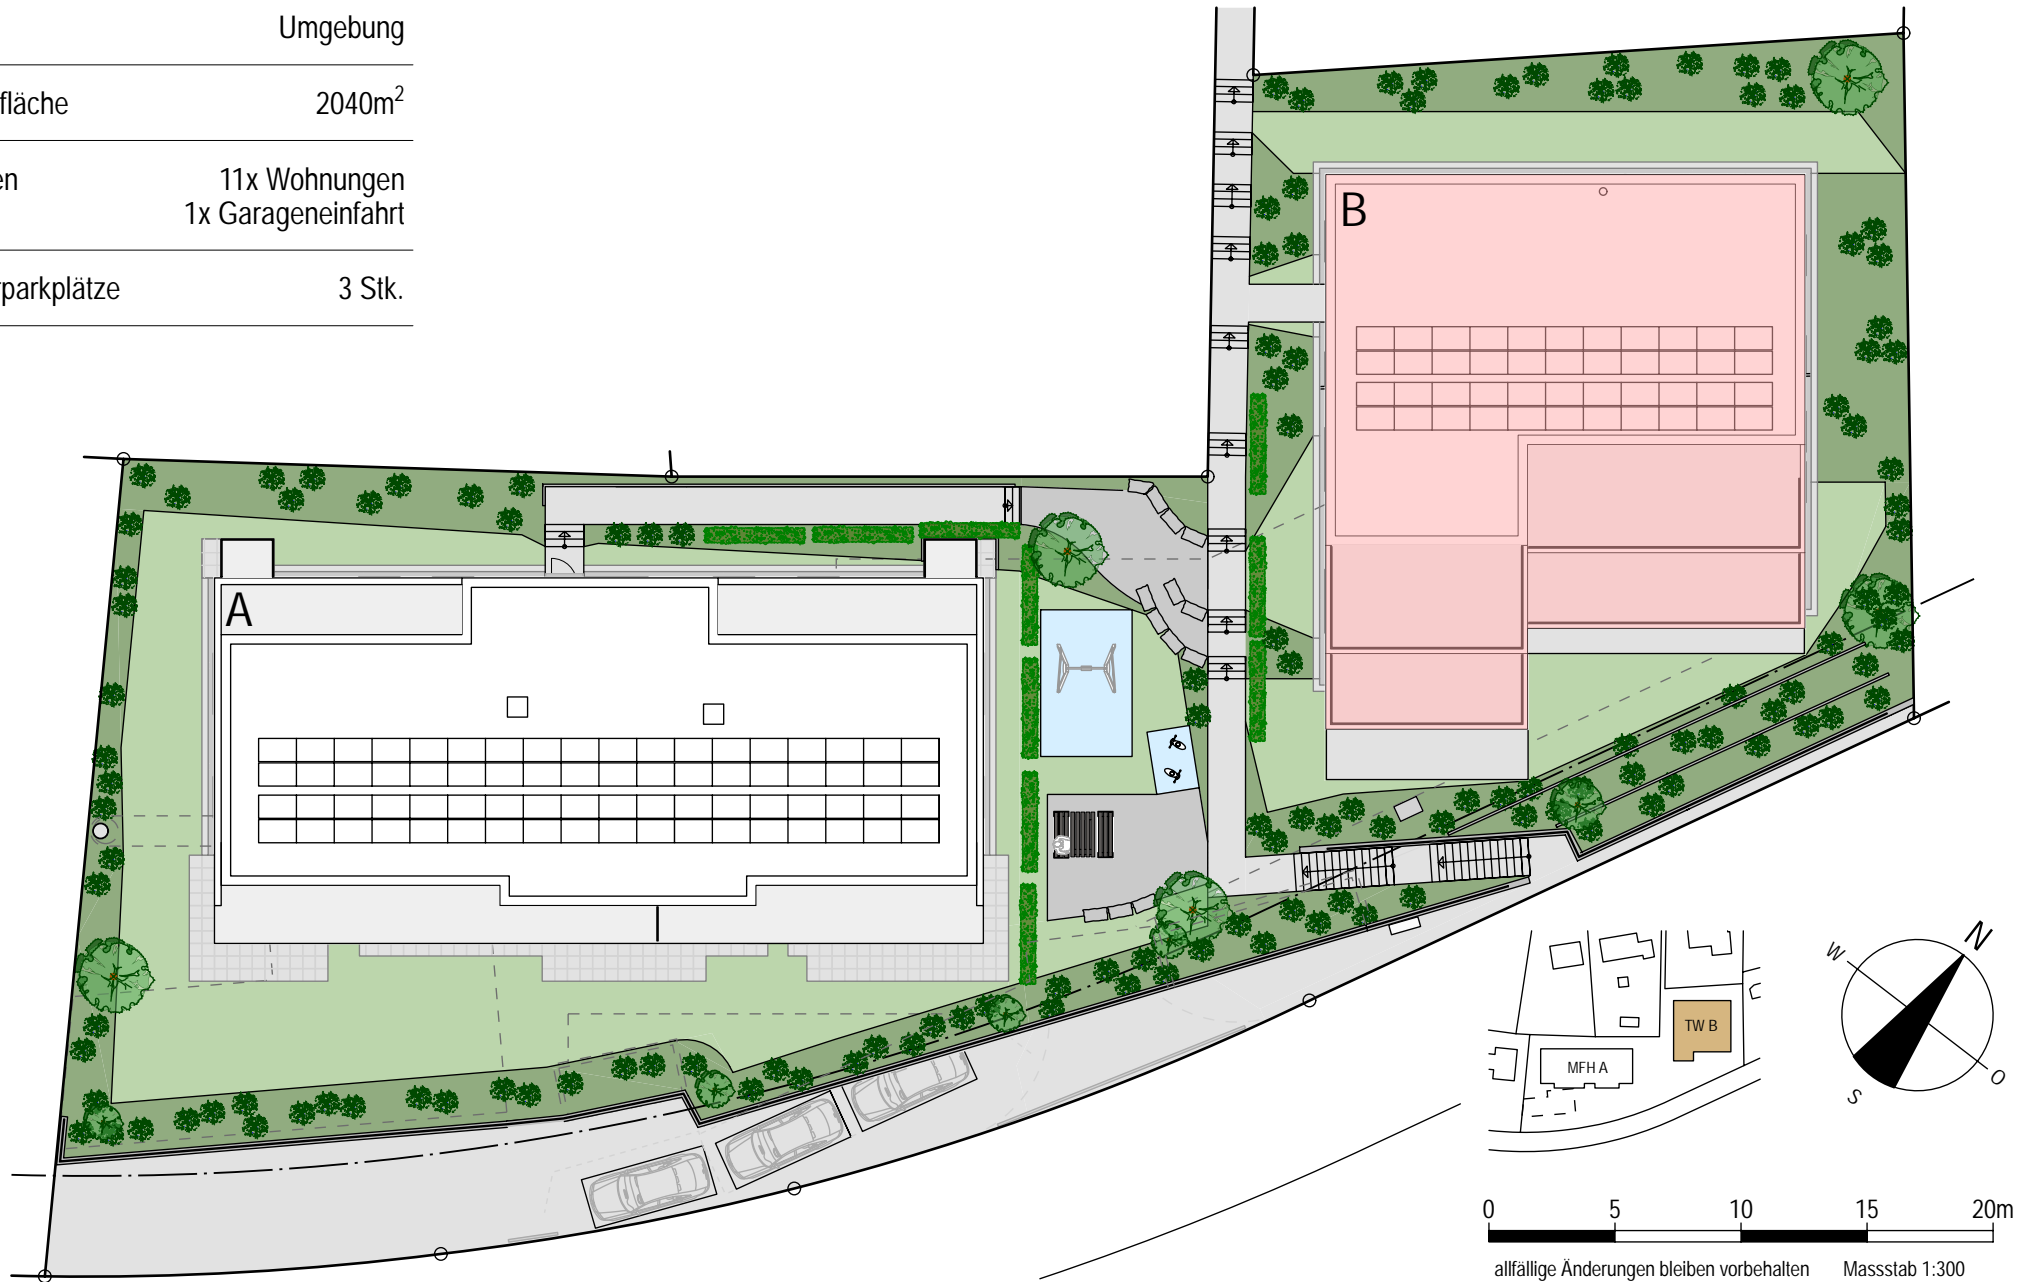 Umgebung
fläche 2040m²
en 11x Wohnungen
1x Garageneinfahrt
rparkplätze 3 Stk.
B
A
N
W
O
S
TW B
MFH A
0 5 10 15 20m
allfällige Änderungen bleiben vorbehalten Massstab 1:300